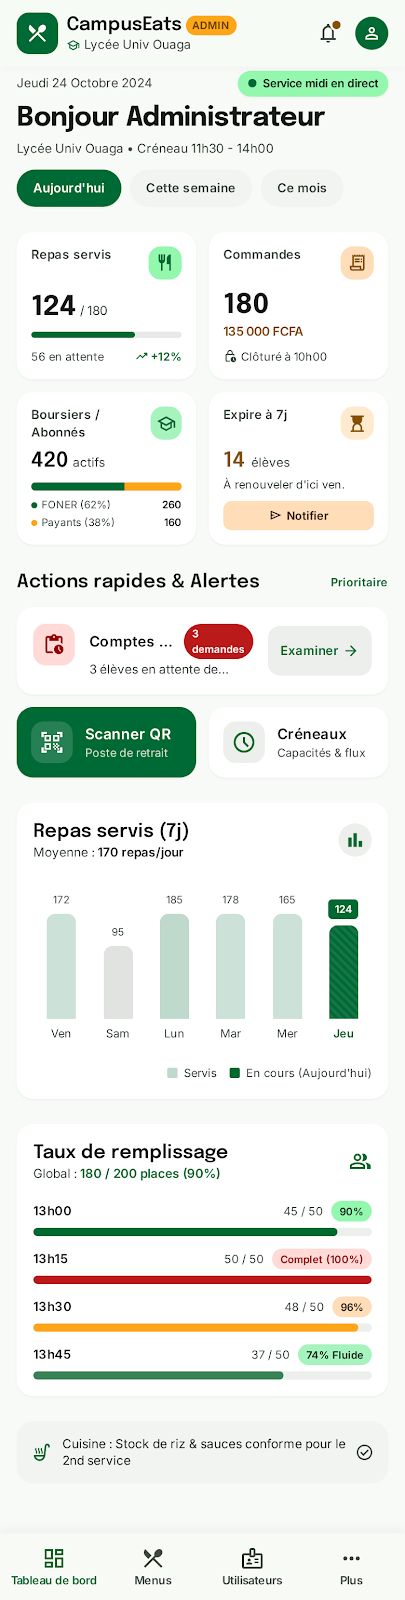 CampusEats ADMIN
Lycée Univ Ouaga
Jeudi 24 Octobre 2024
Service midi en direct
Bonjour Administrateur
Lycée Univ Ouaga • Créneau 11h30 - 14h00
Aujourd'hui
Cette semaine
Ce mois
Repas servis
124 / 180
56 en attente
+12%
Commandes
180
135 000 FCFA
Clôturé à 10h00
Boursiers /
Abonnés
420 actifs
FONER (62%) 260
Payants (38%) 160
Expire à 7j
14 élèves
À renouveler d'ici ven.
Notifier
Actions rapides & Alertes
Prioritaire
Comptes ...
3
demandes
3 élèves en attente de...
Examiner
Scanner QR
Poste de retrait
Créneaux
Capacités & flux
Repas servis (7j)
Moyenne : 170 repas/jour
172
95
185
178
165
124
Ven
Sam
Lun
Mar
Mer
Jeu
Servis
En cours (Aujourd'hui)
Taux de remplissage
Global : 180 / 200 places (90%)
13h00 45 / 50 90%
13h15 50 / 50 Complet (100%)
13h30 48 / 50 96%
13h45 37 / 50 74% Fluide
Cuisine : Stock de riz & sauces conforme pour le
2nd service
Tableau de bord
Menus
Utilisateurs
Plus